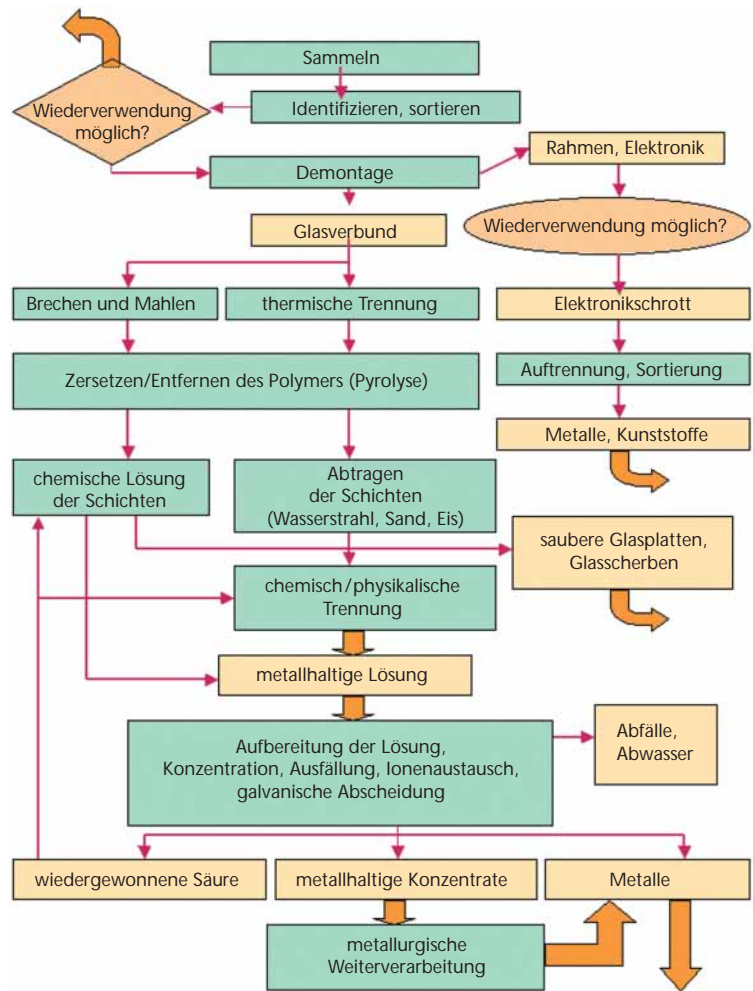 Sammeln
Wiederverwendung
möglich?
Identifizieren, sortieren
Rahmen, Elektronik
Demontage
Wiederverwendung möglich?
Glasverbund
Brechen und Mahlen
thermische Trennung
Elektronikschrott
Zersetzen/Entfernen des Polymers (Pyrolyse)
Auftrennung, Sortierung
Metalle, Kunststoffe
chemische Lösung
der Schichten
Abtragen
der Schichten
(Wasserstrahl, Sand, Eis)
saubere Glasplatten,
Glasscherben
chemisch/physikalische
Trennung
metallhaltige Lösung
Aufbereitung der Lösung,
Konzentration, Ausfällung, Ionenaustausch,
galvanische Abscheidung
Abfälle,
Abwasser
wiedergewonnene Säure
metallhaltige Konzentrate
Metalle
metallurgische
Weiterverarbeitung